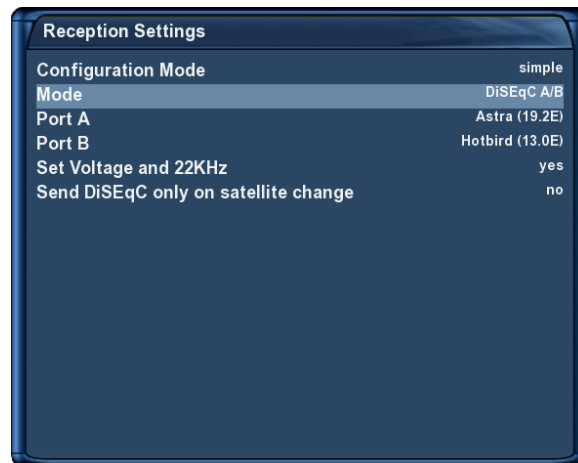 Reception Settings
Configuration Mode simple
Mode DiSEqC A/B
Port A Astra (19.2E)
Port B Hotbird (13.0E)
Set Voltage and 22KHz yes
Send DiSEqC only on satellite change no